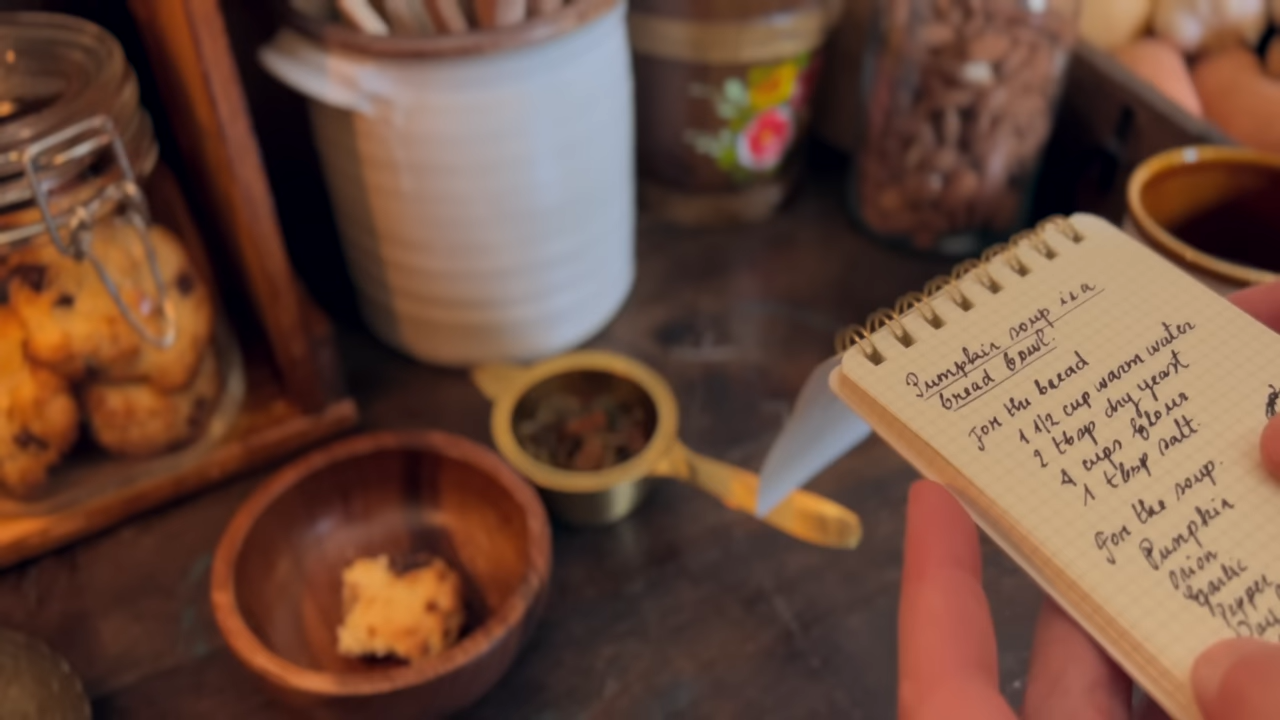 Pumpkin soup in a
bread bowl.
For the bread
1 1/2 cup warm water
2 tbsp dry yeast
4 cups flour
1 tbsp salt.
For the soup.
Pumpkin
Onion
Garlic
Pepper